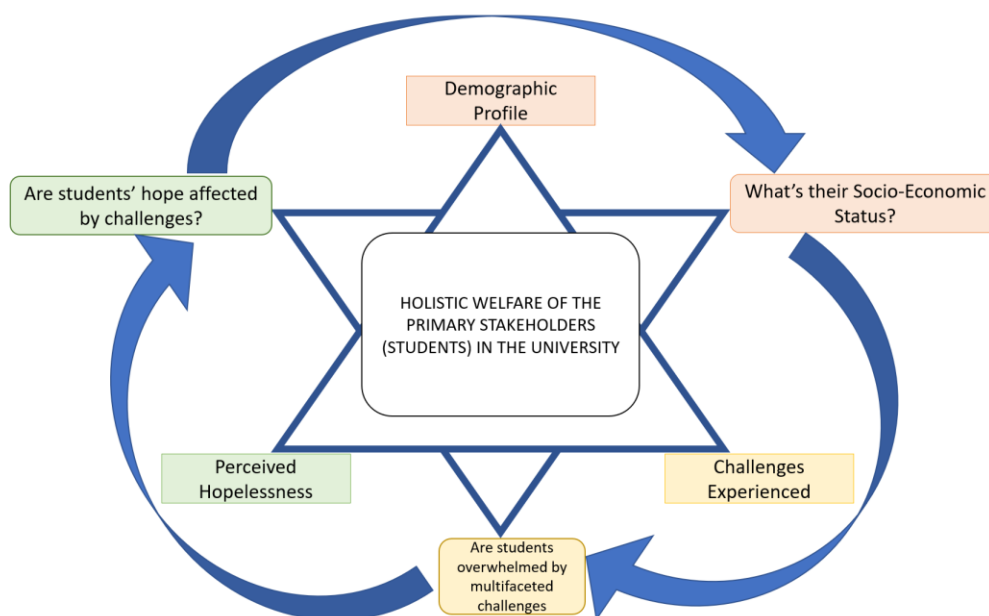 Demographic
Profile
Are students’ hope affected
by challenges?
What’s their Socio-Economic
Status?
HOLISTIC WELFARE OF THE
PRIMARY STAKEHOLDERS
(STUDENTS) IN THE UNIVERSITY
Perceived
Hopelessness
Challenges
Experienced
Are students
overwhelmed by
multifaceted
challenges